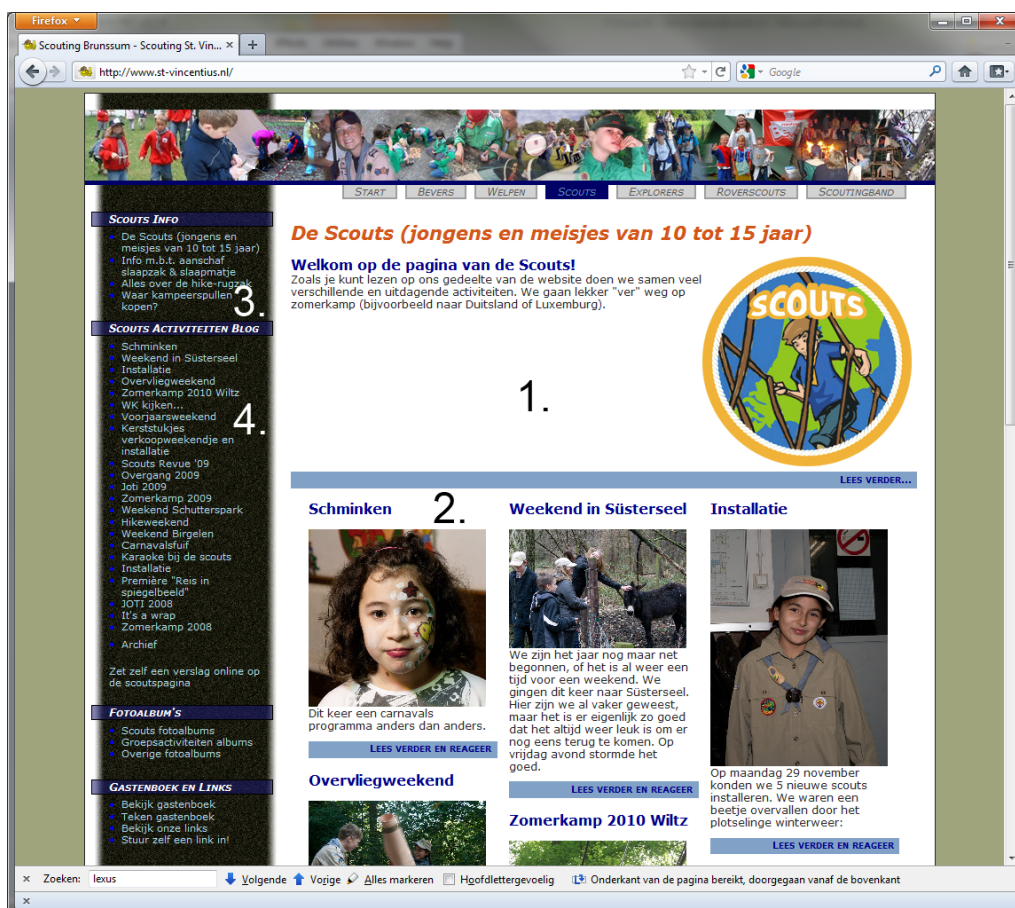 Firefox
Scouting Brunssum - Scouting St. Vin...
http://www.st-vincentius.nl/
Google
START
BEVERS
WELPEN
SCOUTS
EXPLORERS
ROVERSCOUTS
SCOUTINGBAND
SCOUTS INFO
De Scouts (jongens en
meisjes van 10 tot 15 jaar)
Info m.b.t. aanschaf
slaapzak & slaapmatje
Alles over de hike-rugzak
Waar kampeerspullen
kopen?
3.
SCOUTS ACTIVITEITEN BLOG
Schminken
Weekend in Süsterseel
Installatie
Overvliegweekend
Zomerkamp 2010 Wiltz
WK kijken...
Voorjaarsweekend
Kerststukjes
verkoopweekendje en
installatie
4.
Scouts Revue '09
Overgang 2009
Joti 2009
Zomerkamp 2009
Weekend Schutterspark
Hikeweekend
Weekend Birgelen
Carnavalsfuif
Karaoke bij de scouts
Installatie
Première "Reis in
spiegelbeeld"
JOTI 2008
It's a wrap
Zomerkamp 2008
Archief
Zet zelf een verslag online op
de scoutspagina
FOTOALBUM'S
Scouts fotoalbums
Groepsactiviteiten albums
Overige fotoalbums
GASTENBOEK EN LINKS
Bekijk gastenboek
Teken gastenboek
Bekijk onze links
Stuur zelf een link in!
De Scouts (jongens en meisjes van 10 tot 15 jaar)
Welkom op de pagina van de Scouts!
Zoals je kunt lezen op ons gedeelte van de website doen we samen veel
verschillende en uitdagende activiteiten. We gaan lekker "ver" weg op
zomerkamp (bijvoorbeeld naar Duitsland of Luxemburg).
SCOUTS
1.
LEES VERDER...
2.
Schminken
Dit keer een carnavals
programma anders dan anders.
LEES VERDER EN REAGEER
Overvliegweekend
Weekend in Süsterseel
We zijn het jaar nog maar net
begonnen, of het is al weer een
tijd voor een weekend. We
gingen dit keer naar Süsterseel.
Hier zijn we al vaker geweest,
maar het is er eigenlijk zo goed
dat het altijd weer leuk is om er
nog eens terug te komen. Op
vrijdag avond stormde het
goed.
LEES VERDER EN REAGEER
Zomerkamp 2010 Wiltz
Installatie
Op maandag 29 november
konden we 5 nieuwe scouts
installeren. We waren een
beetje overvallen door het
plotselinge winterweer:
LEES VERDER EN REAGEER
Zoeken:
lexus
Volgende
Vorige
Alles markeren
Hoofdlettergevoelig
Onderkant van de pagina bereikt, doorgegaan vanaf de bovenkant